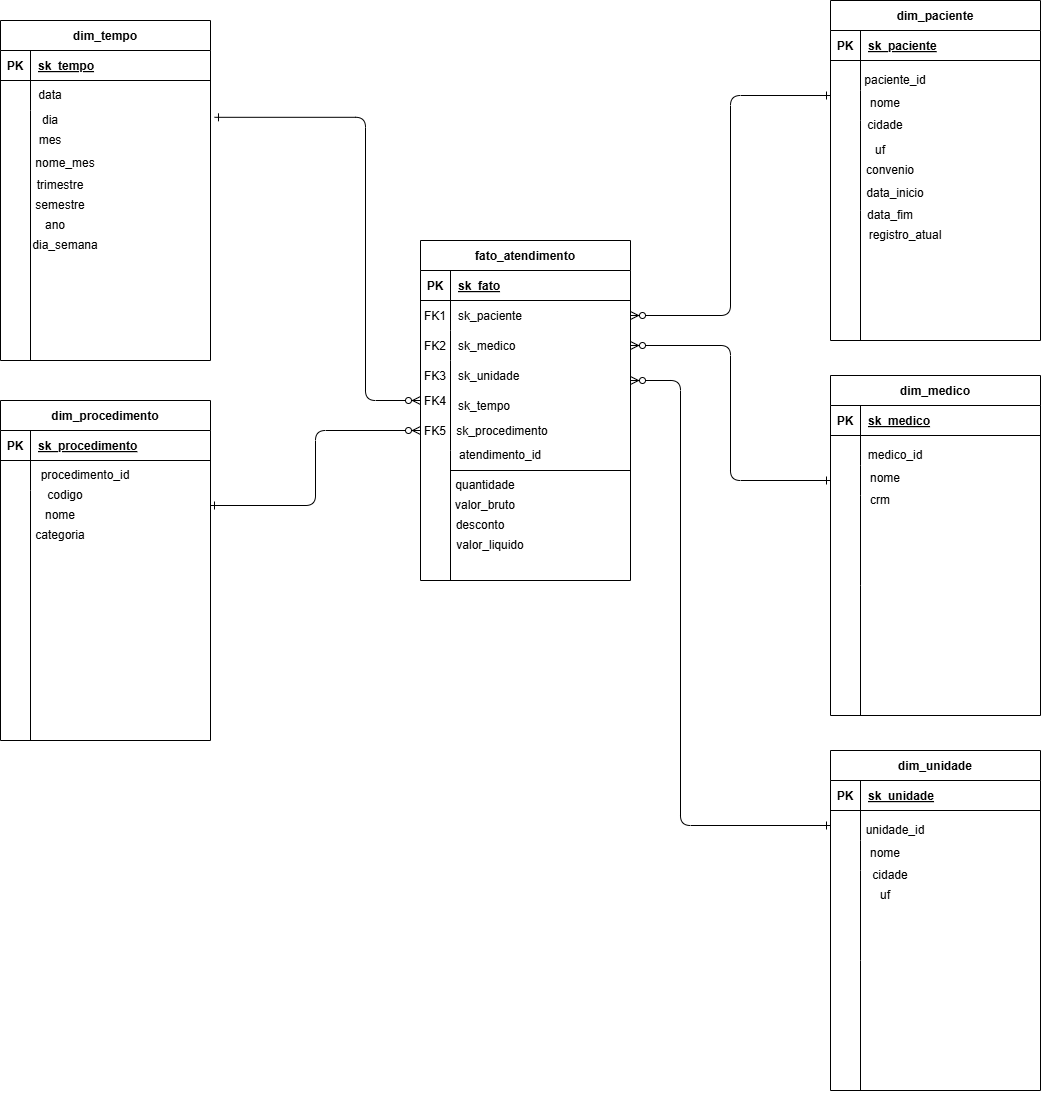 dim_tempo
PK sk_tempo
data
dia
mes
nome_mes
trimestre
semestre
ano
dia_semana
dim_procedimento
PK sk_procedimento
procedimento_id
codigo
nome
categoria
fato_atendimento
PK sk_fato
FK1 sk_paciente
FK2 sk_medico
FK3 sk_unidade
FK4 sk_tempo
FK5 sk_procedimento
atendimento_id
quantidade
valor_bruto
desconto
valor_liquido
dim_paciente
PK sk_paciente
paciente_id
nome
cidade
uf
convenio
data_inicio
data_fim
registro_atual
dim_medico
PK sk_medico
medico_id
nome
crm
dim_unidade
PK sk_unidade
unidade_id
nome
cidade
uf